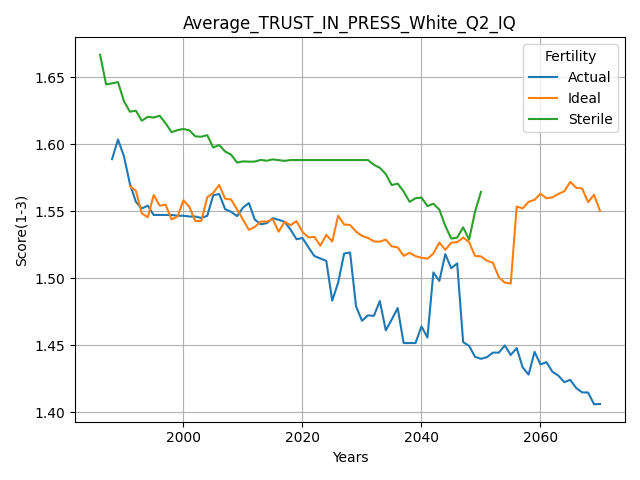 Average_TRUST_IN_PRESS_White_Q2_IQ
Fertility
Actual
Ideal
Sterile
Score(1-3)
1.65
1.60
1.55
1.50
1.45
1.40
2000
2020
2040
2060
Years